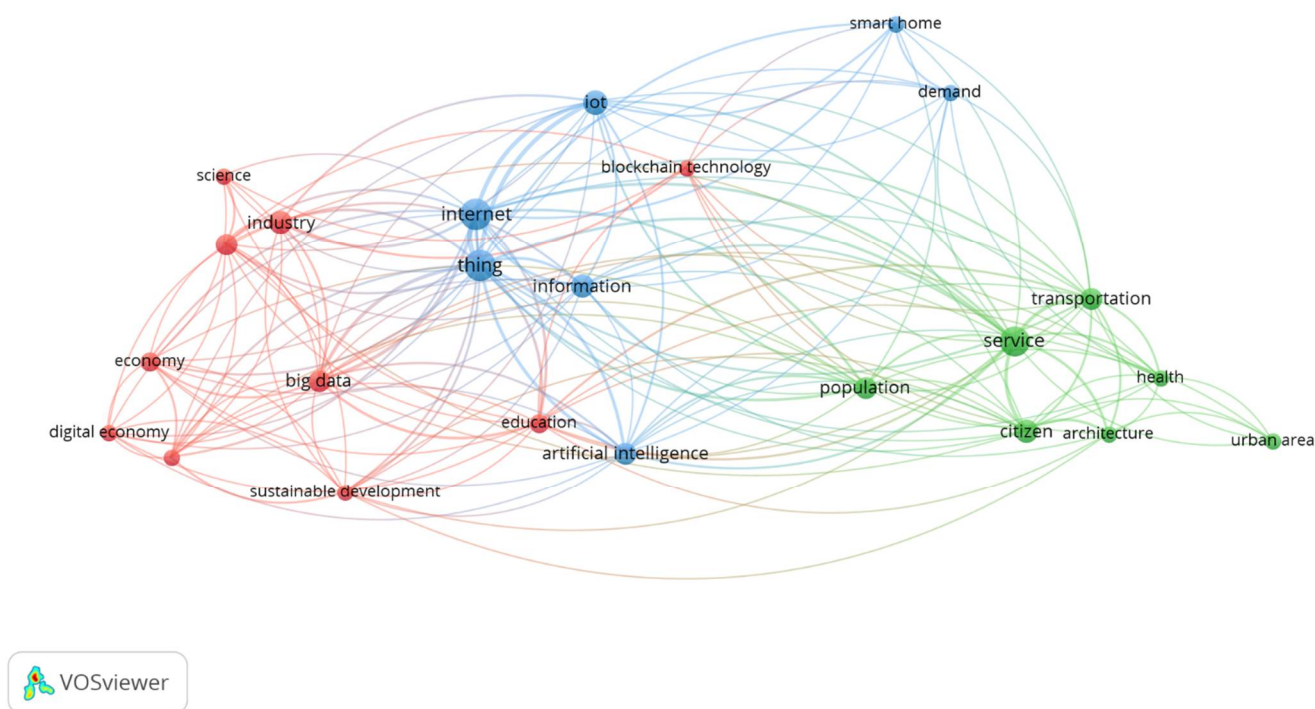 smart home
demand
iot
blockchain technology
science
internet
industry
thing
information
transportation
service
economy
big data
population
health
education
digital economy
citizen
architecture
urban area
artificial intelligence
sustainable development
VOSviewer